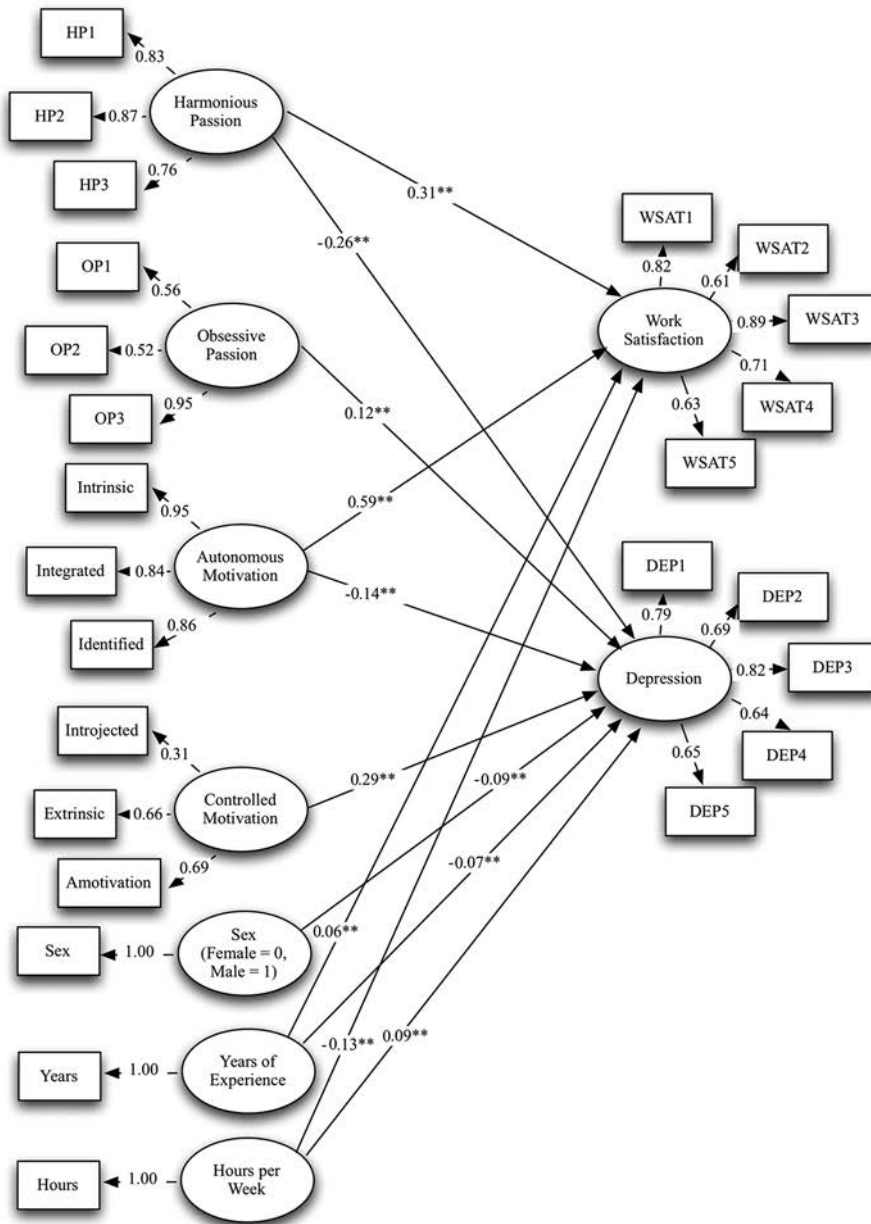 HP1
0.83
Harmonious
Passion
HP2
0.87
HP3
0.76
0.31**
-0.26**
OP1
0.56
Obsessive
Passion
OP2
0.52
OP3
0.95
0.12**
WSAT1
0.82
WSAT2
0.61
Work
Satisfaction
0.89
WSAT3
0.71
WSAT4
0.63
WSAT5
Intrinsic
0.95
Autonomous
Motivation
Integrated
0.84
Identified
0.86
0.59**
-0.14**
DEP1
0.79
DEP2
0.69
Depression
0.82
DEP3
0.64
DEP4
0.65
DEP5
Introjected
0.31
Controlled
Motivation
Extrinsic
0.66
Amotivation
0.69
0.29**
-0.09**
-0.07**
Sex
1.00
Sex
(Female = 0,
Male = 1)
0.06**
Years
1.00
Years of
Experience
-0.13**
0.09**
Hours
1.00
Hours per
Week